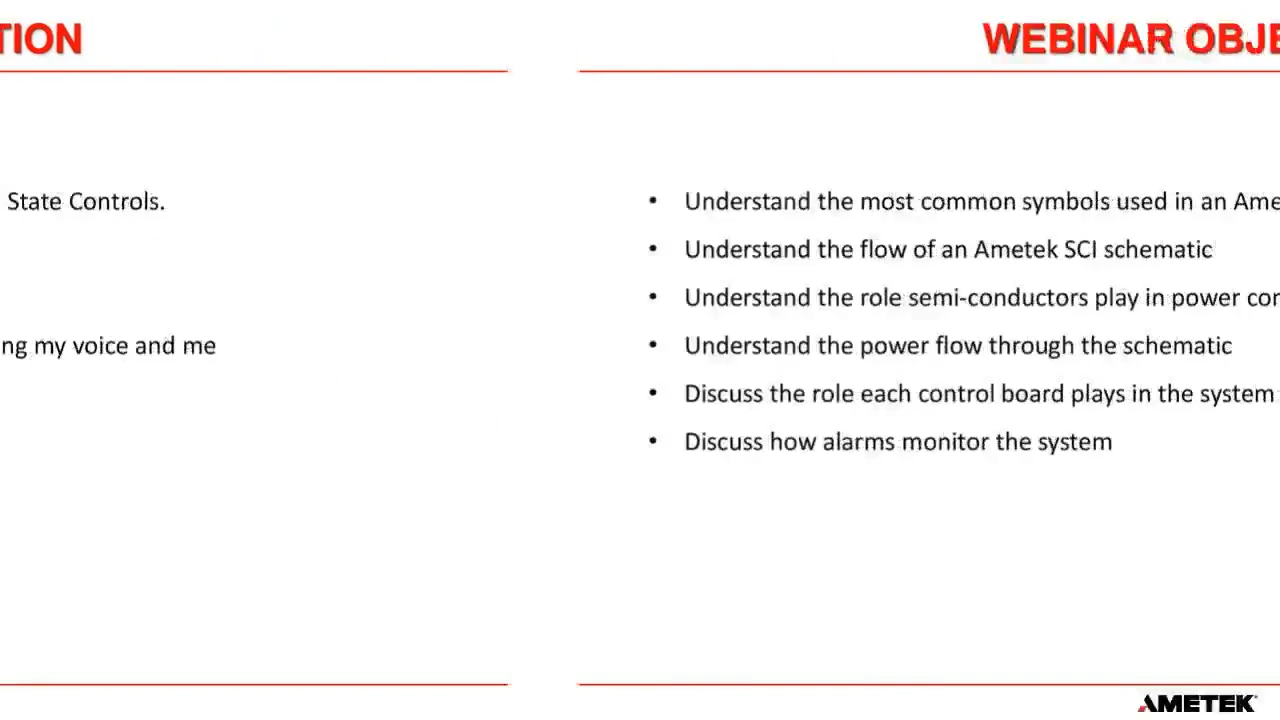 TION
State Controls.
ng my voice and me
WEBINAR OBJE
• Understand the most common symbols used in an Ame
• Understand the flow of an Ametek SCI schematic
• Understand the role semi-conductors play in power con
• Understand the power flow through the schematic
• Discuss the role each control board plays in the system
• Discuss how alarms monitor the system
AMETEK